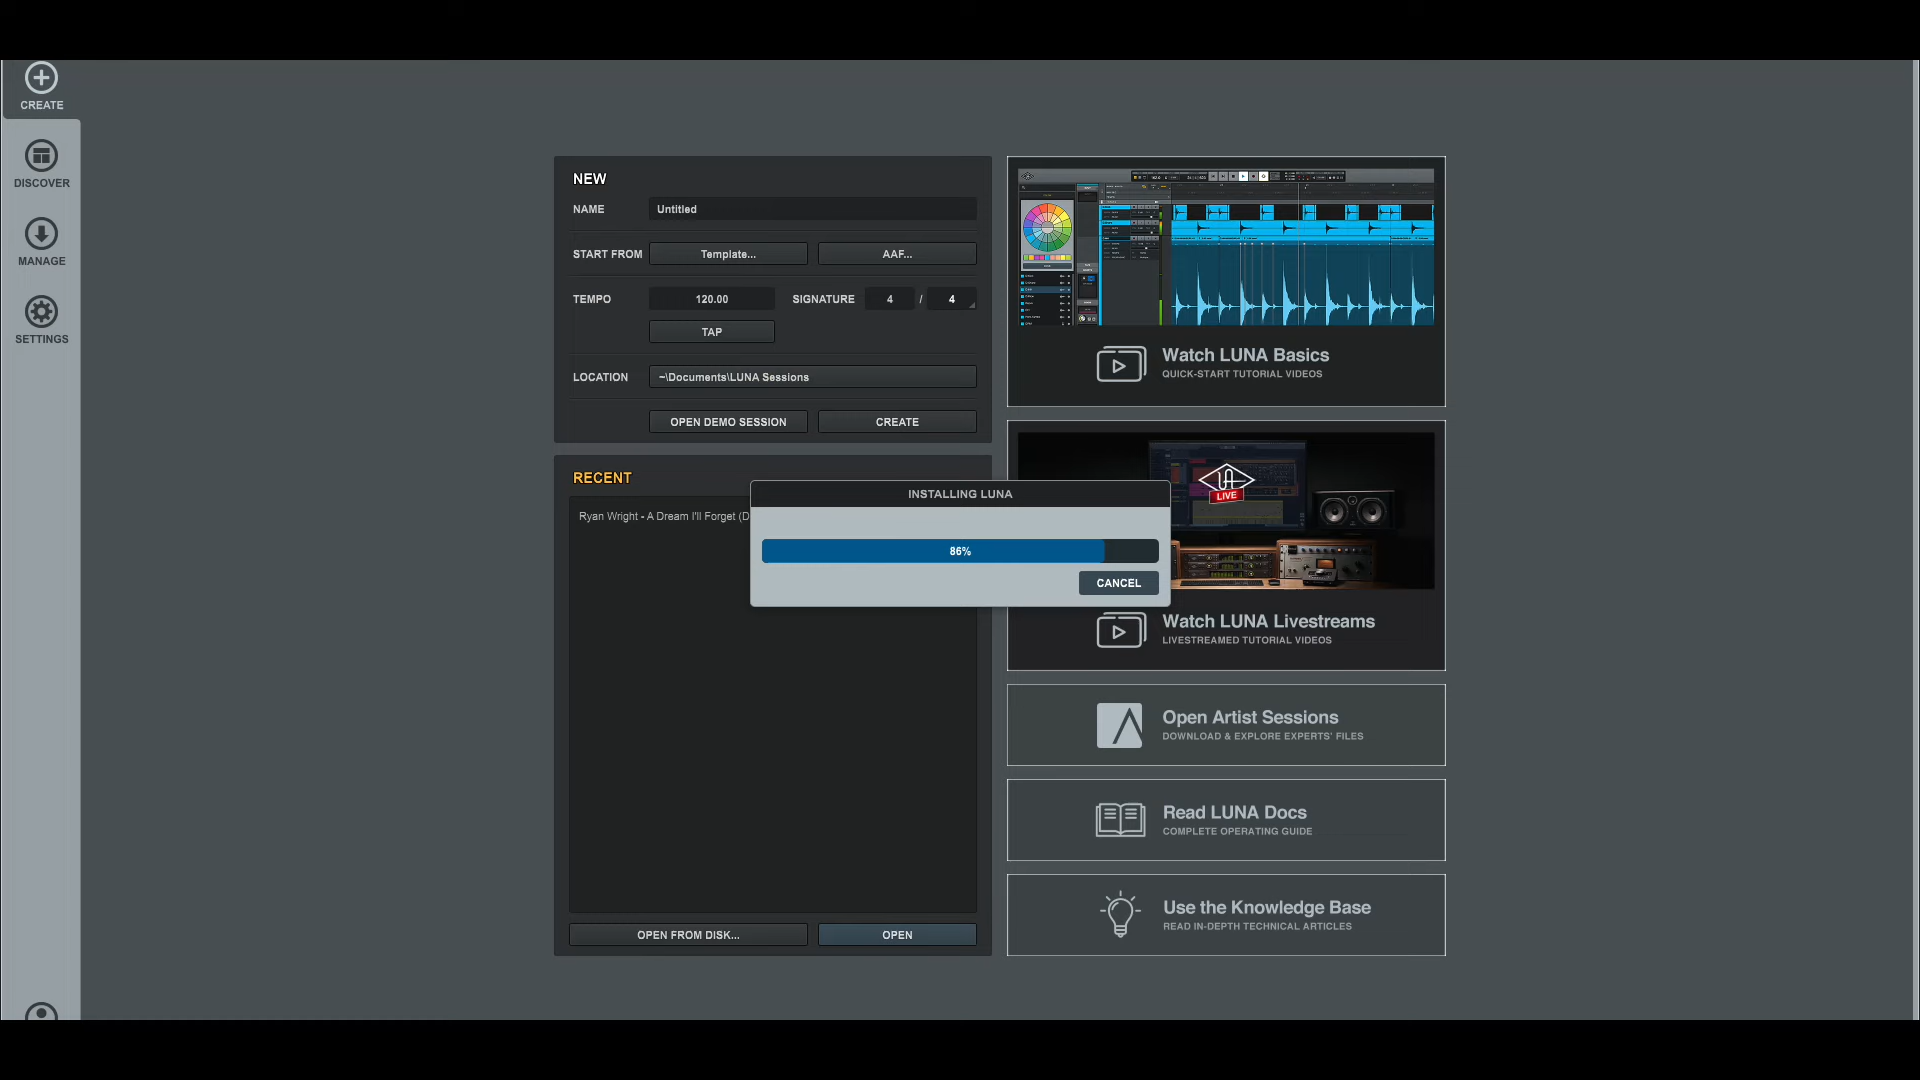 CREATE
DISCOVER
MANAGE
SETTINGS
NEW
NAME
Untitled
START FROM
Template...
AAF...
TEMPO
120.00
SIGNATURE
4 / 4
TAP
LOCATION
~\Documents\LUNA Sessions
OPEN DEMO SESSION
CREATE
RECENT
Ryan Wright - A Dream I'll Forget (D
OPEN FROM DISK...
OPEN
INSTALLING LUNA
86%
CANCEL
Watch LUNA Basics
QUICK-START TUTORIAL VIDEOS
LIVE
Watch LUNA Livestreams
LIVESTREAMED TUTORIAL VIDEOS
Open Artist Sessions
DOWNLOAD & EXPLORE EXPERTS' FILES
Read LUNA Docs
COMPLETE OPERATING GUIDE
Use the Knowledge Base
READ IN-DEPTH TECHNICAL ARTICLES